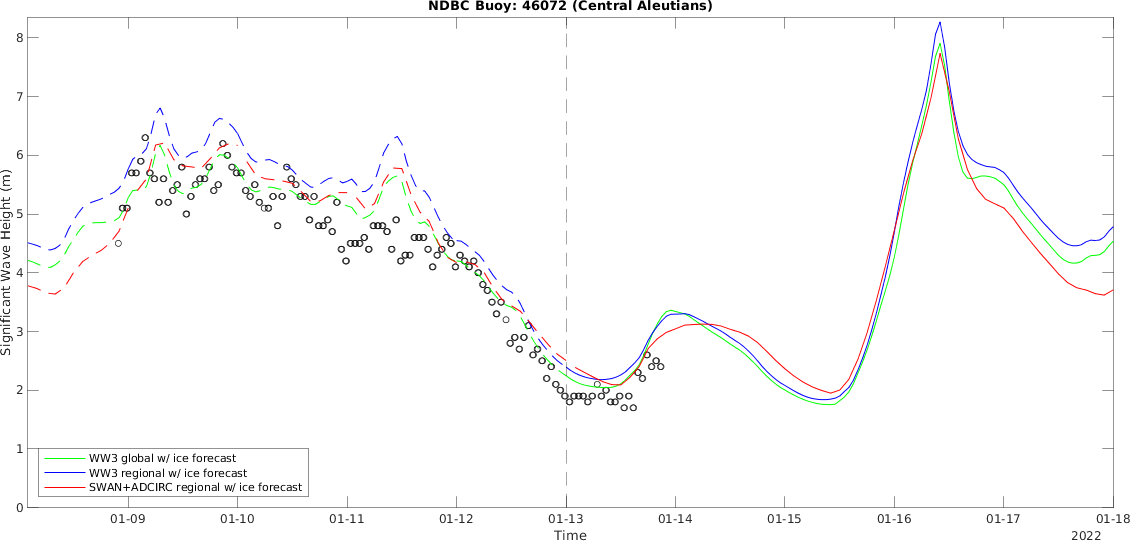 NDBC Buoy: 46072 (Central Aleutians)
8
7
6
5
4
3
2
1
0
Significant Wave Height (m)
WW3 global w/ ice forecast
WW3 regional w/ ice forecast
SWAN+ADCIRC regional w/ ice forecast
01-09 01-10 01-11 01-12 01-13 01-14 01-15 01-16 01-17 01-18
Time
2022